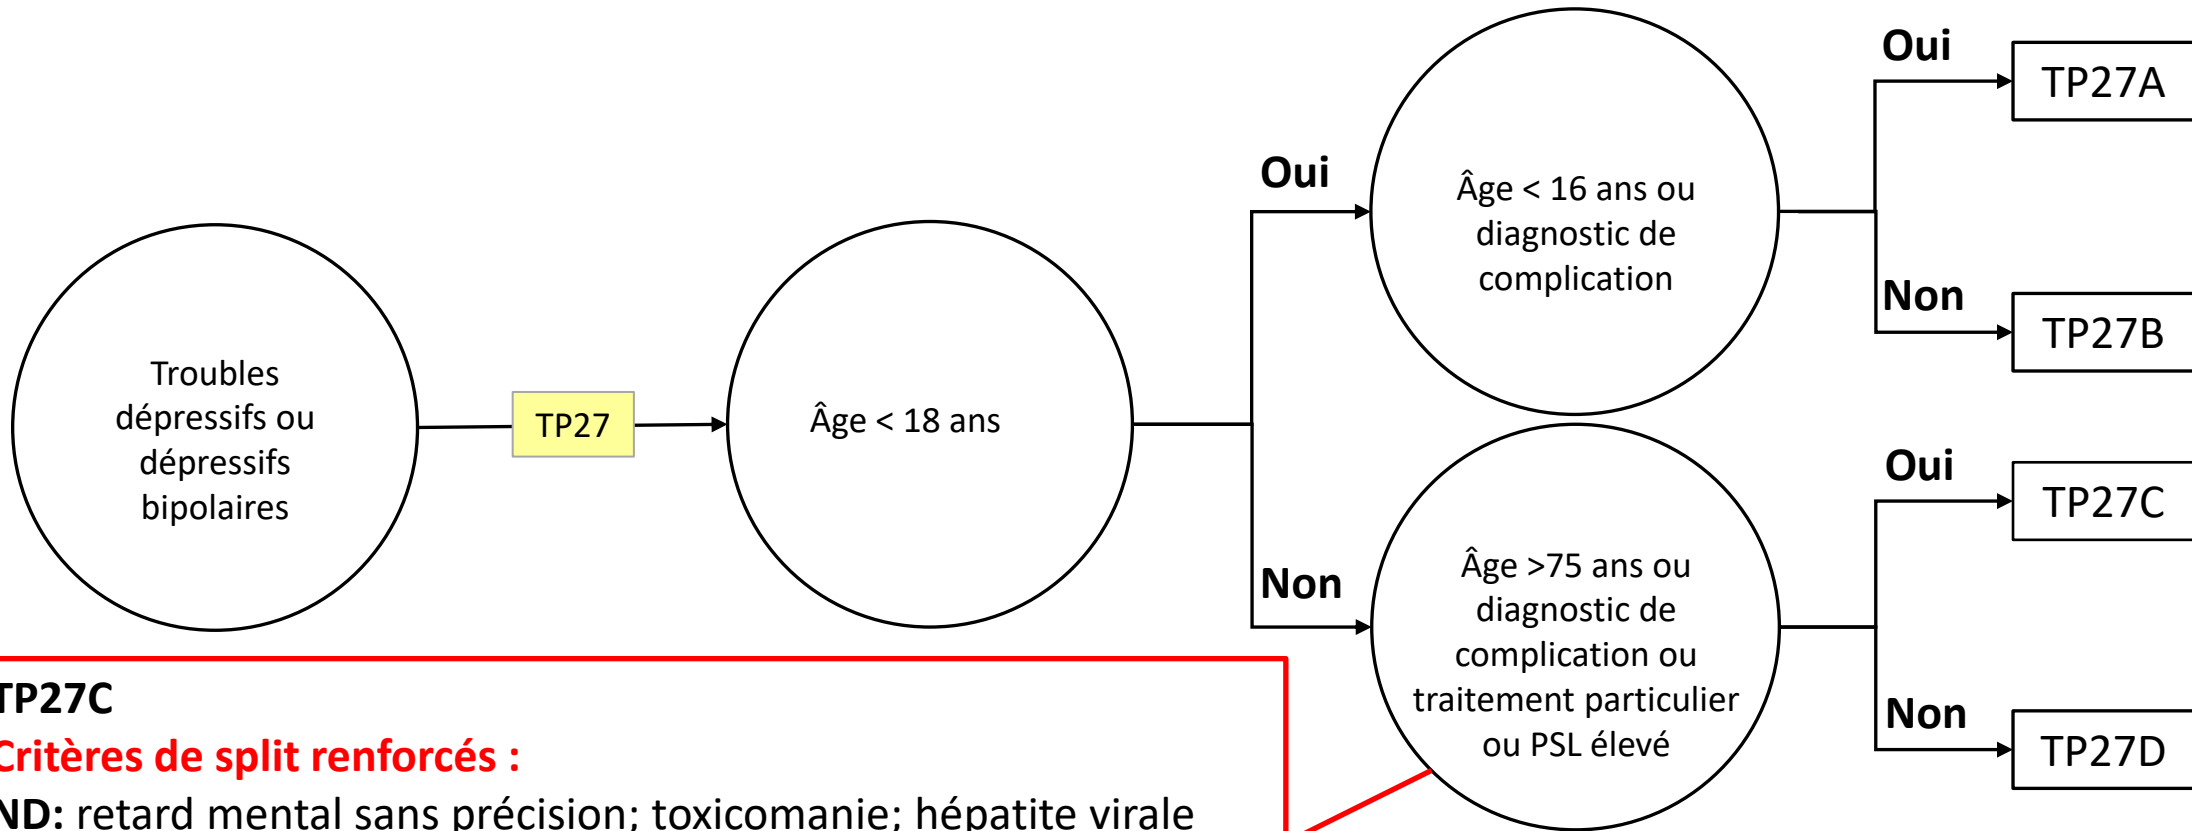 Troubles
dépressifs ou
dépressifs
bipolaires
TP27
Âge < 18 ans
Oui
Non
Âge < 16 ans ou
diagnostic de
complication
Oui
TP27A
Non
TP27B
Âge >75 ans ou
diagnostic de
complication ou
traitement particulier
ou PSL élevé
Oui
TP27C
Non
TP27D
TP27C
Critères de split renforcés :
ND: retard mental sans précision; toxicomanie; hépatite virale